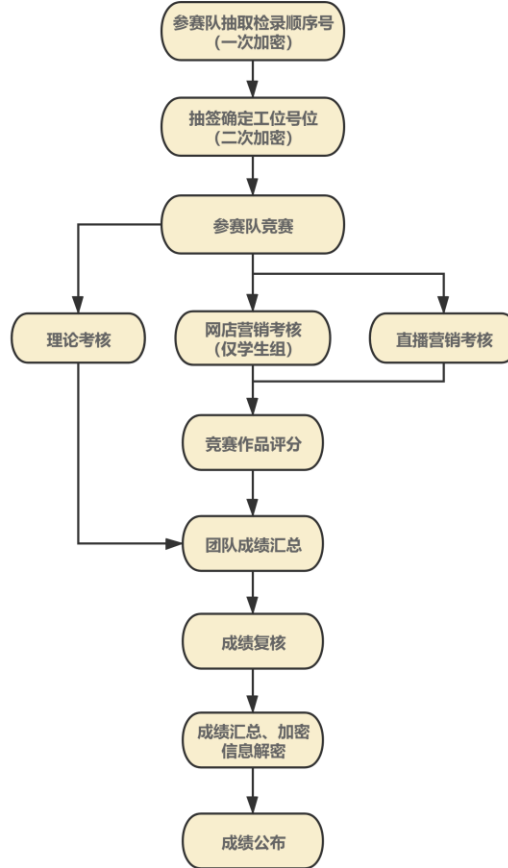 参赛队抽取检录顺序号
（一次加密）
抽签确定工位号位
（二次加密）
参赛队竞赛
理论考核
网店营销考核
（仅学生组）
直播营销考核
竞赛作品评分
团队成绩汇总
成绩复核
成绩汇总、加密
信息解密
成绩公布